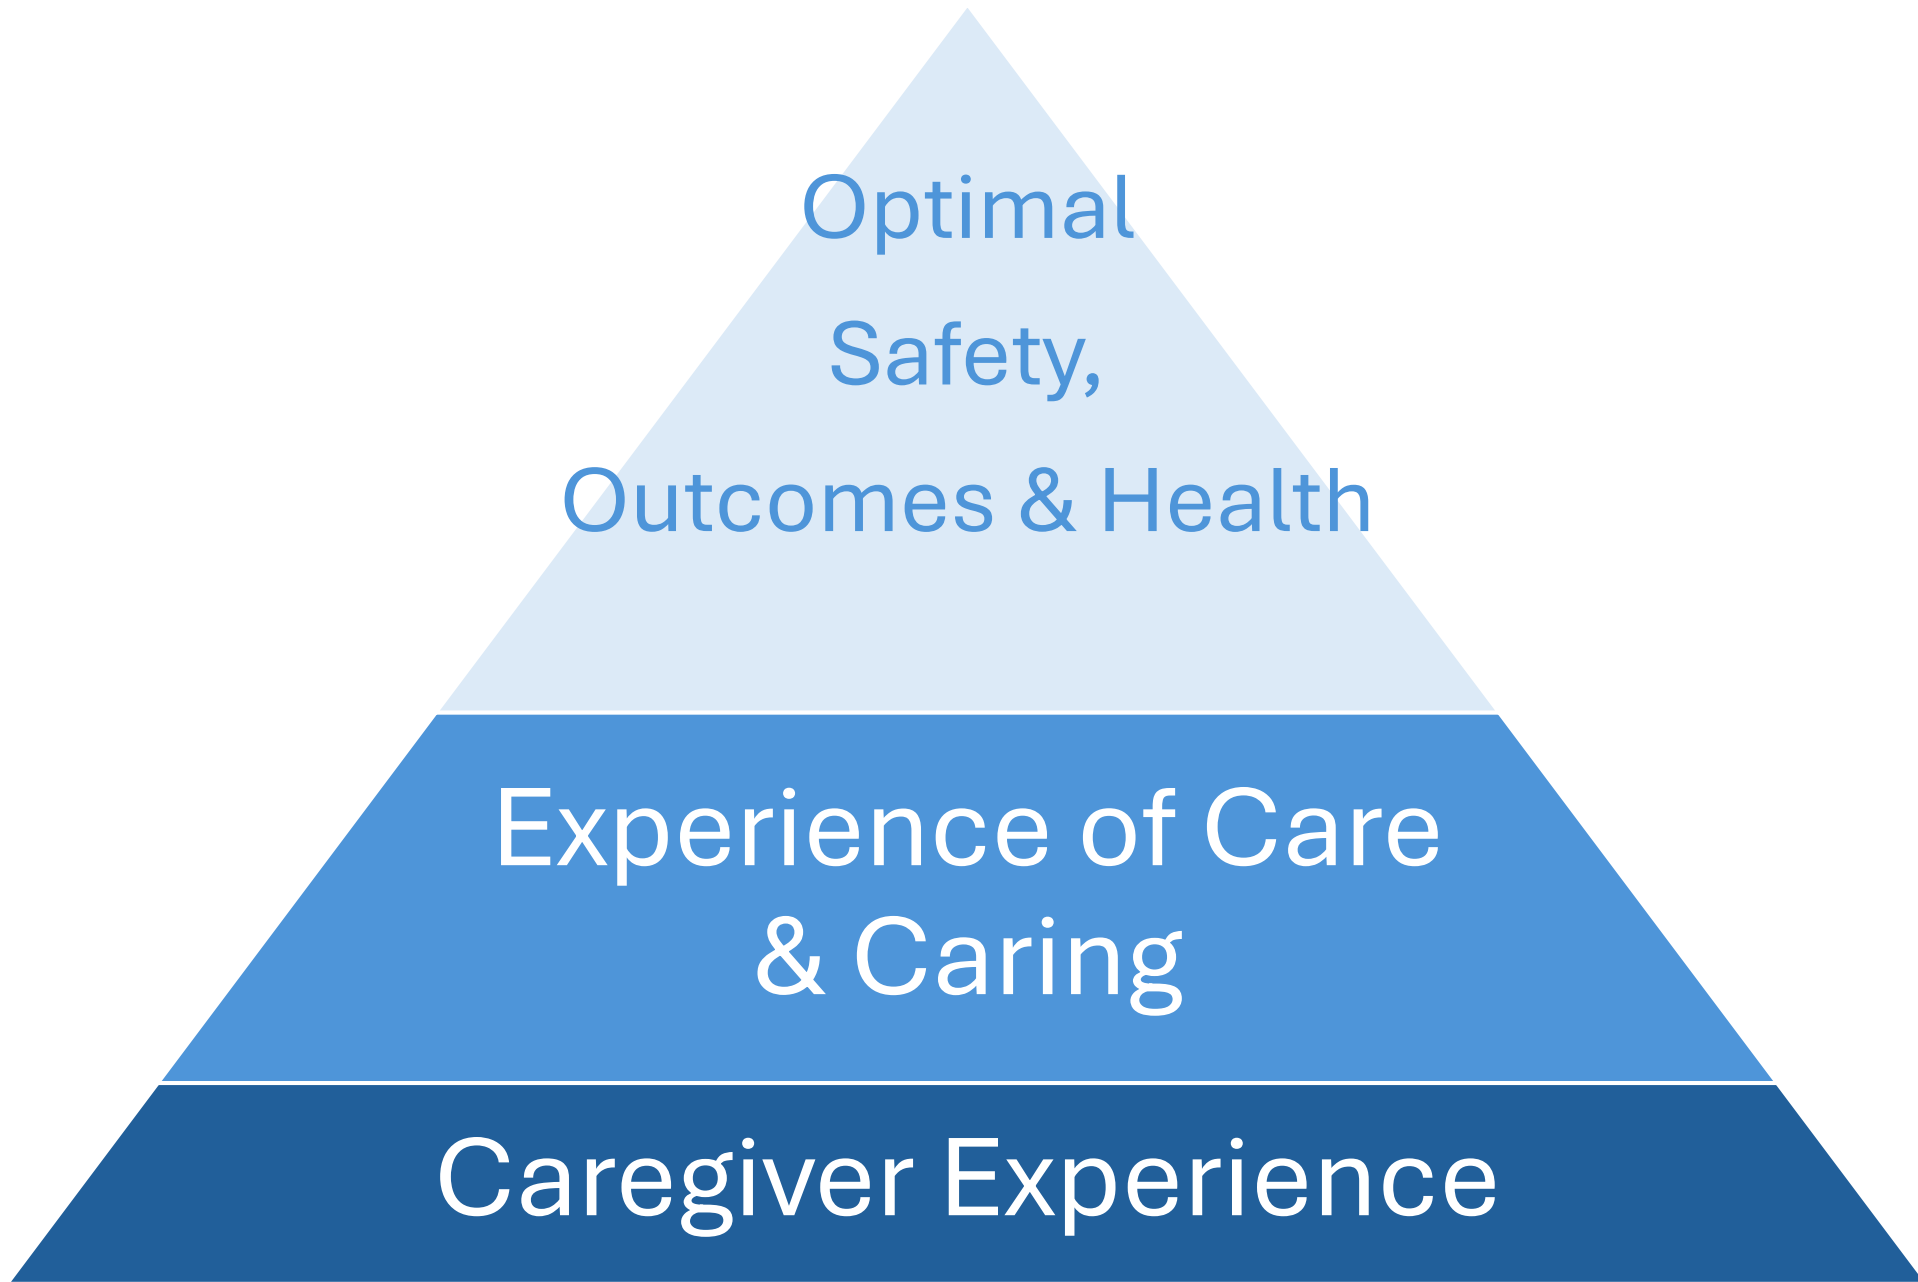 Optimal
Safety,
Outcomes & Health
Experience of Care
& Caring
Caregiver Experience